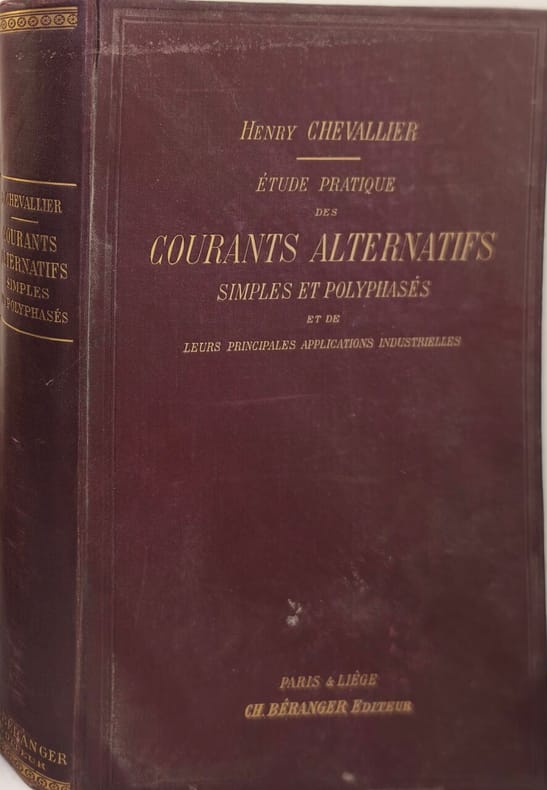 Henry CHEVALLIER
ÉTUDE PRATIQUE
DES
COURANTS ALTERNATIFS
SIMPLES ET POLYPHASÉS
ET DE
LEURS PRINCIPALES APPLICATIONS INDUSTRIELLES
PARIS & LIÈGE
CH. BÉRANGER Editeur
CHEVALLIER
COURANTS
ALTERNATIFS
SIMPLES
POLYPHASÉS
BÉRANGER